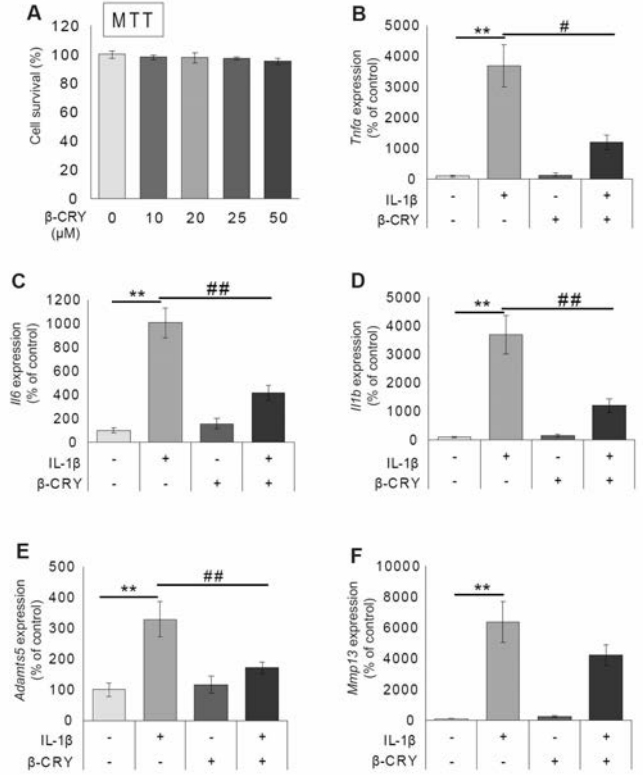 A
MTT
Cell survival (%)
120
100
80
60
40
20
0
β-CRY (µM)
0 10 20 25 50
B
Tnfα expression
(% of control)
5000
4000
3000
2000
1000
0
** #
IL-1β - + - +
β-CRY - - + +
C
Il6 expression
(% of control)
1200
1000
800
600
400
200
0
** ##
IL-1β - + - +
β-CRY - - + +
D
Il1b expression
(% of control)
5000
4000
3000
2000
1000
0
** ##
IL-1β - + - +
β-CRY - - + +
E
Adamts5 expression
(% of control)
500
400
300
200
100
0
** ##
IL-1β - + - +
β-CRY - - + +
F
Mmp13 expression
(% of control)
10000
8000
6000
4000
2000
0
**
IL-1β - + - +
β-CRY - - + +